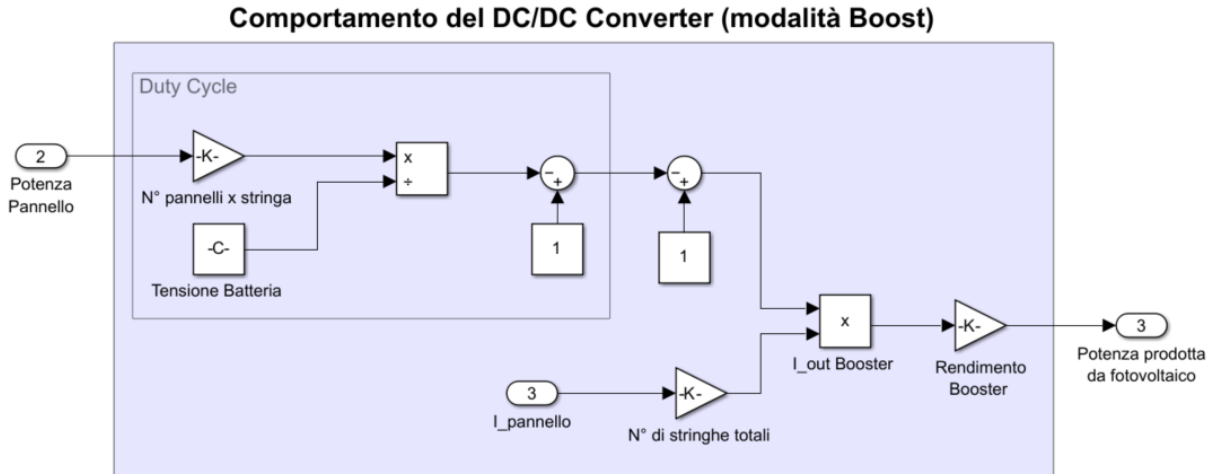 Comportamento del DC/DC Converter (modalità Boost)
Duty Cycle
2
Potenza
Pannello
-K-
N° pannelli x stringa
x
÷
-C-
Tensione Batteria
−
+
1
−
+
1
3
I_pannello
-K-
N° di stringhe totali
x
I_out Booster
-K-
Rendimento
Booster
3
Potenza prodotta
da fotovoltaico